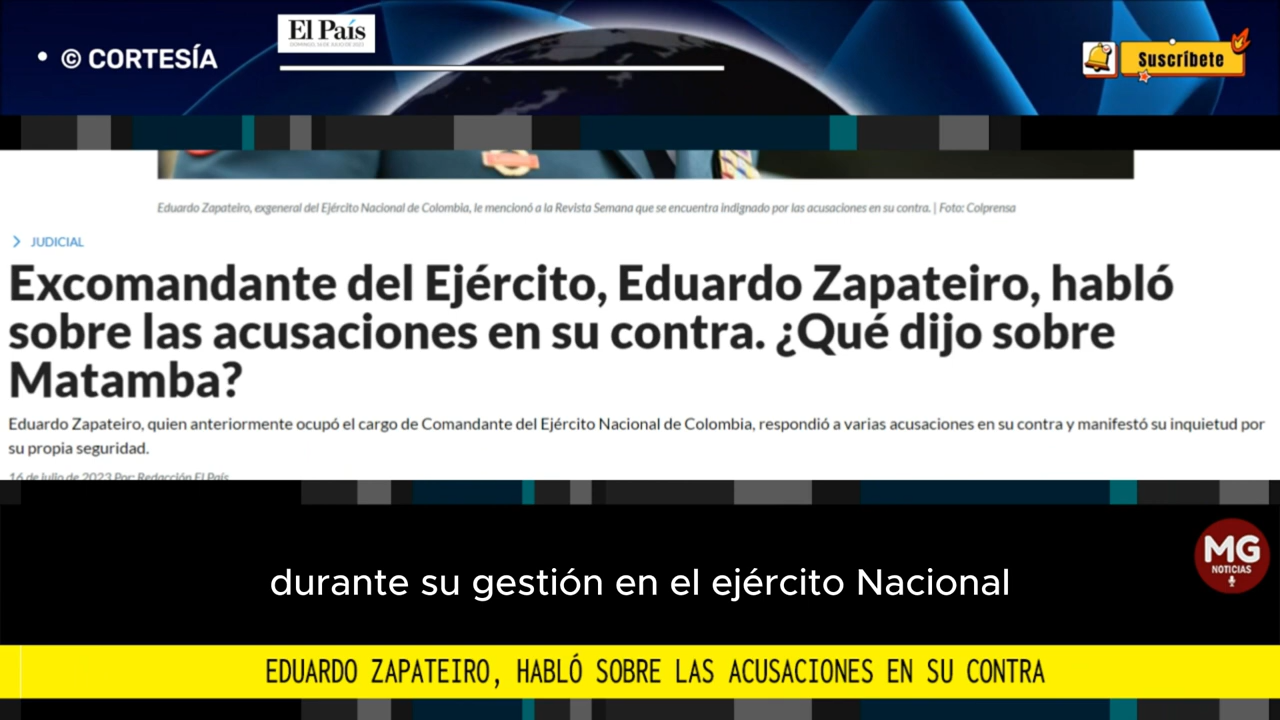 • © CORTESÍA
El País
Suscríbete
Eduardo Zapateiro, exgeneral del Ejército Nacional de Colombia, le mencionó a la Revista Semana que se encuentra indignado por las acusaciones en su contra. | Foto: Colprensa
JUDICIAL
Excomandante del Ejército, Eduardo Zapateiro, habló
sobre las acusaciones en su contra. ¿Qué dijo sobre
Matamba?
Eduardo Zapateiro, quien anteriormente ocupó el cargo de Comandante del Ejército Nacional de Colombia, respondió a varias acusaciones en su contra y manifestó su inquietud por
su propia seguridad.
16 de julio de 2023 Por: Redacción El País
MG
NOTICIAS
durante su gestión en el ejército Nacional
EDUARDO ZAPATEIRO, HABLÓ SOBRE LAS ACUSACIONES EN SU CONTRA